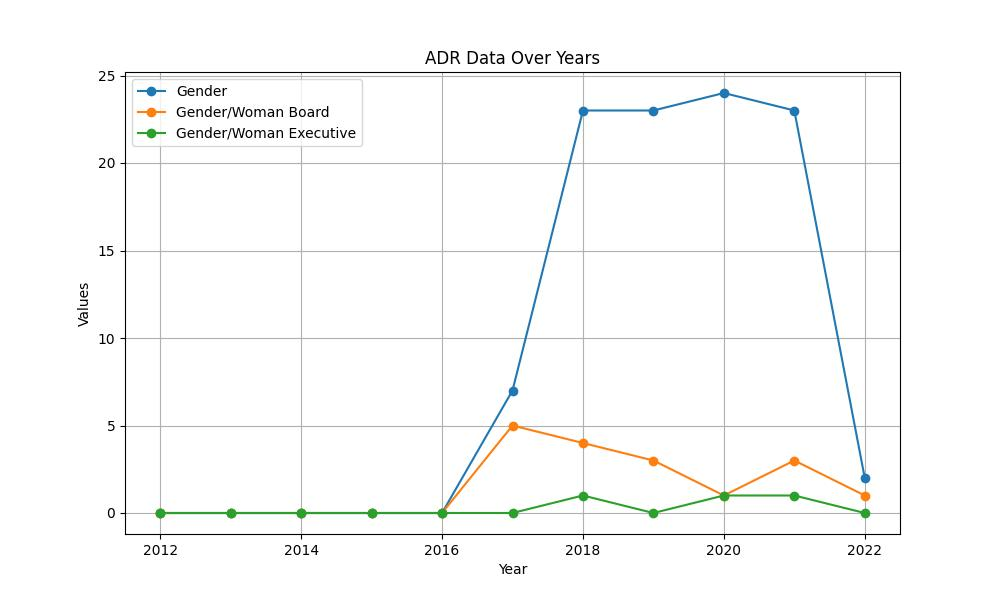 ADR Data Over Years
25
20
15
10
5
0
Values
Gender
Gender/Woman Board
Gender/Woman Executive
2012 2014 2016 2018 2020 2022
Year